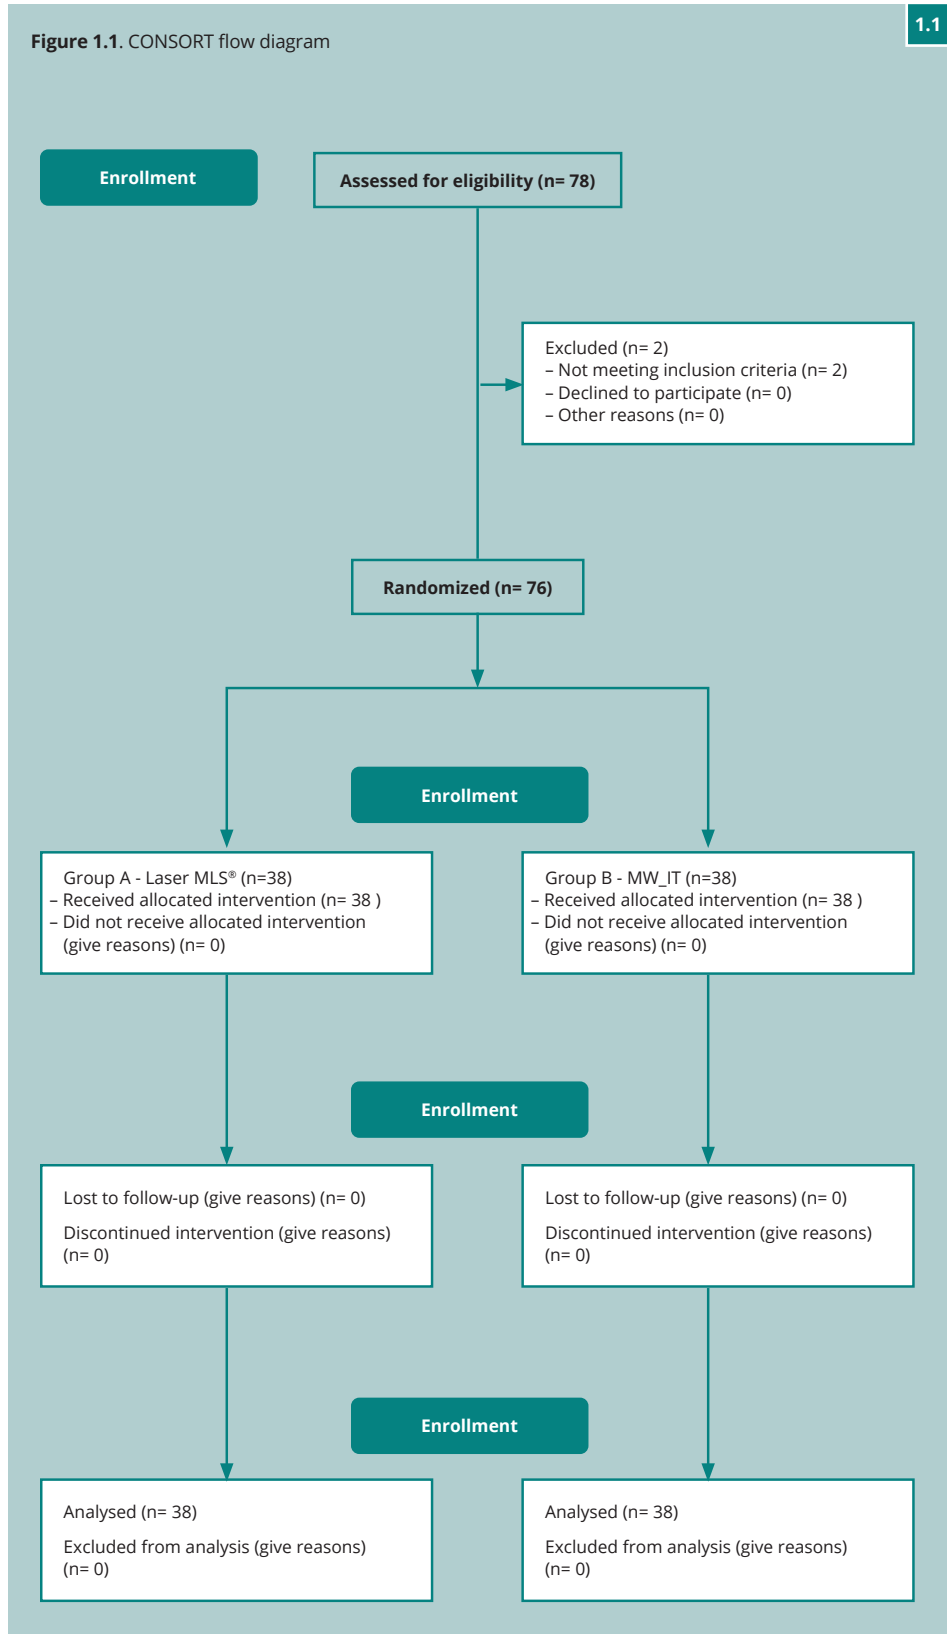 1.1
Figure 1.1. CONSORT flow diagram
Enrollment
Assessed for eligibility (n= 78)
Excluded (n= 2)
– Not meeting inclusion criteria (n= 2)
– Declined to participate (n= 0)
– Other reasons (n= 0)
Randomized (n= 76)
Enrollment
Group A - Laser MLS® (n=38)
– Received allocated intervention (n= 38 )
– Did not receive allocated intervention
(give reasons) (n= 0)
Group B - MW_IT (n=38)
– Received allocated intervention (n= 38 )
– Did not receive allocated intervention
(give reasons) (n= 0)
Enrollment
Lost to follow-up (give reasons) (n= 0)
Discontinued intervention (give reasons)
(n= 0)
Lost to follow-up (give reasons) (n= 0)
Discontinued intervention (give reasons)
(n= 0)
Enrollment
Analysed (n= 38)
Excluded from analysis (give reasons)
(n= 0)
Analysed (n= 38)
Excluded from analysis (give reasons)
(n= 0)